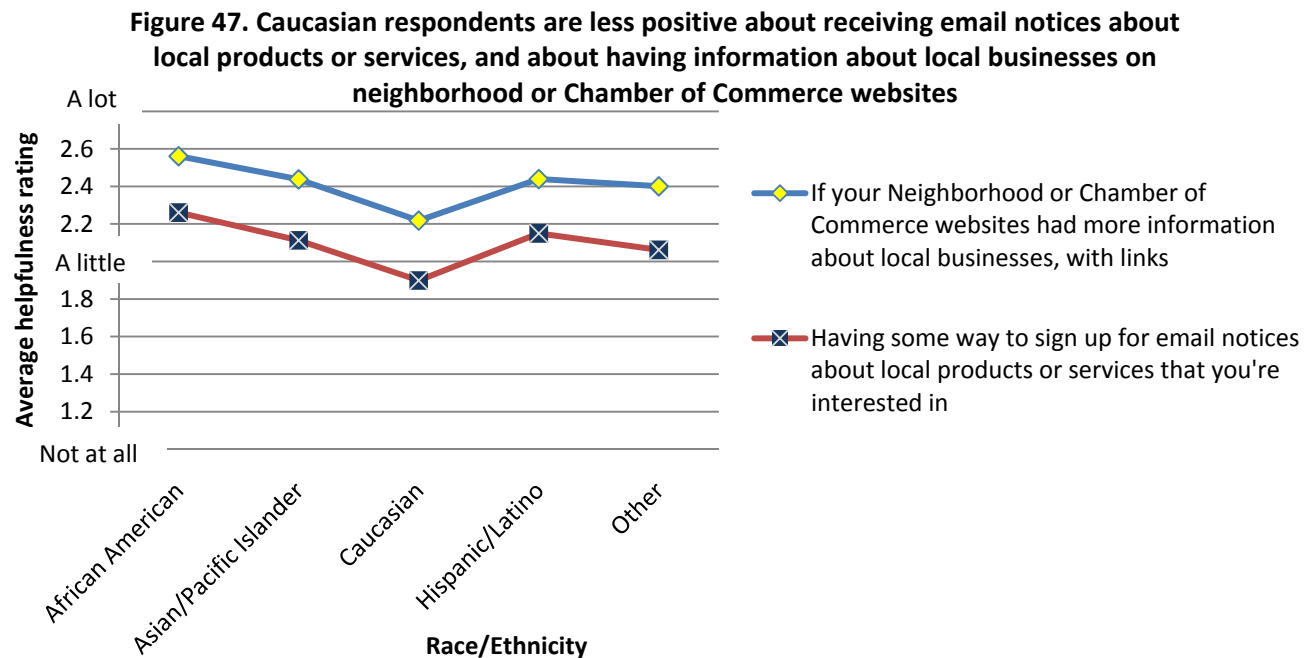 Figure 47. Caucasian respondents are less positive about receiving email notices about
local products or services, and about having information about local businesses on
neighborhood or Chamber of Commerce websites
Average helpfulness rating
A lot
2.6
2.4
2.2
A little
1.8
1.6
1.4
1.2
Not at all
African American
Asian/Pacific Islander
Caucasian
Hispanic/Latino
Other
Race/Ethnicity
If your Neighborhood or Chamber of
Commerce websites had more information
about local businesses, with links
Having some way to sign up for email notices
about local products or services that you're
interested in